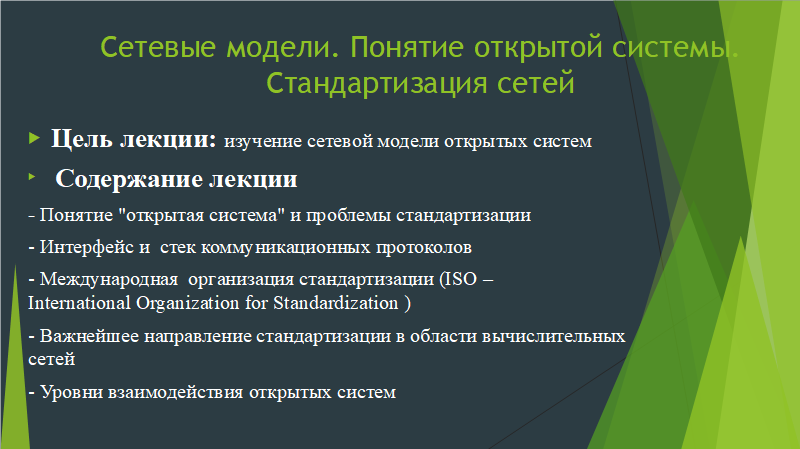 Сетевые модели. Понятие открытой системы.
Стандартизация сетей
Цель лекции: изучение сетевой модели открытых систем
Содержание лекции
- Понятие "открытая система" и проблемы стандартизации
- Интерфейс и стек коммуникационных протоколов
- Международная организация стандартизации (ISO –
International Organization for Standardization )
- Важнейшее направление стандартизации в области вычислительных
сетей
- Уровни взаимодействия открытых систем